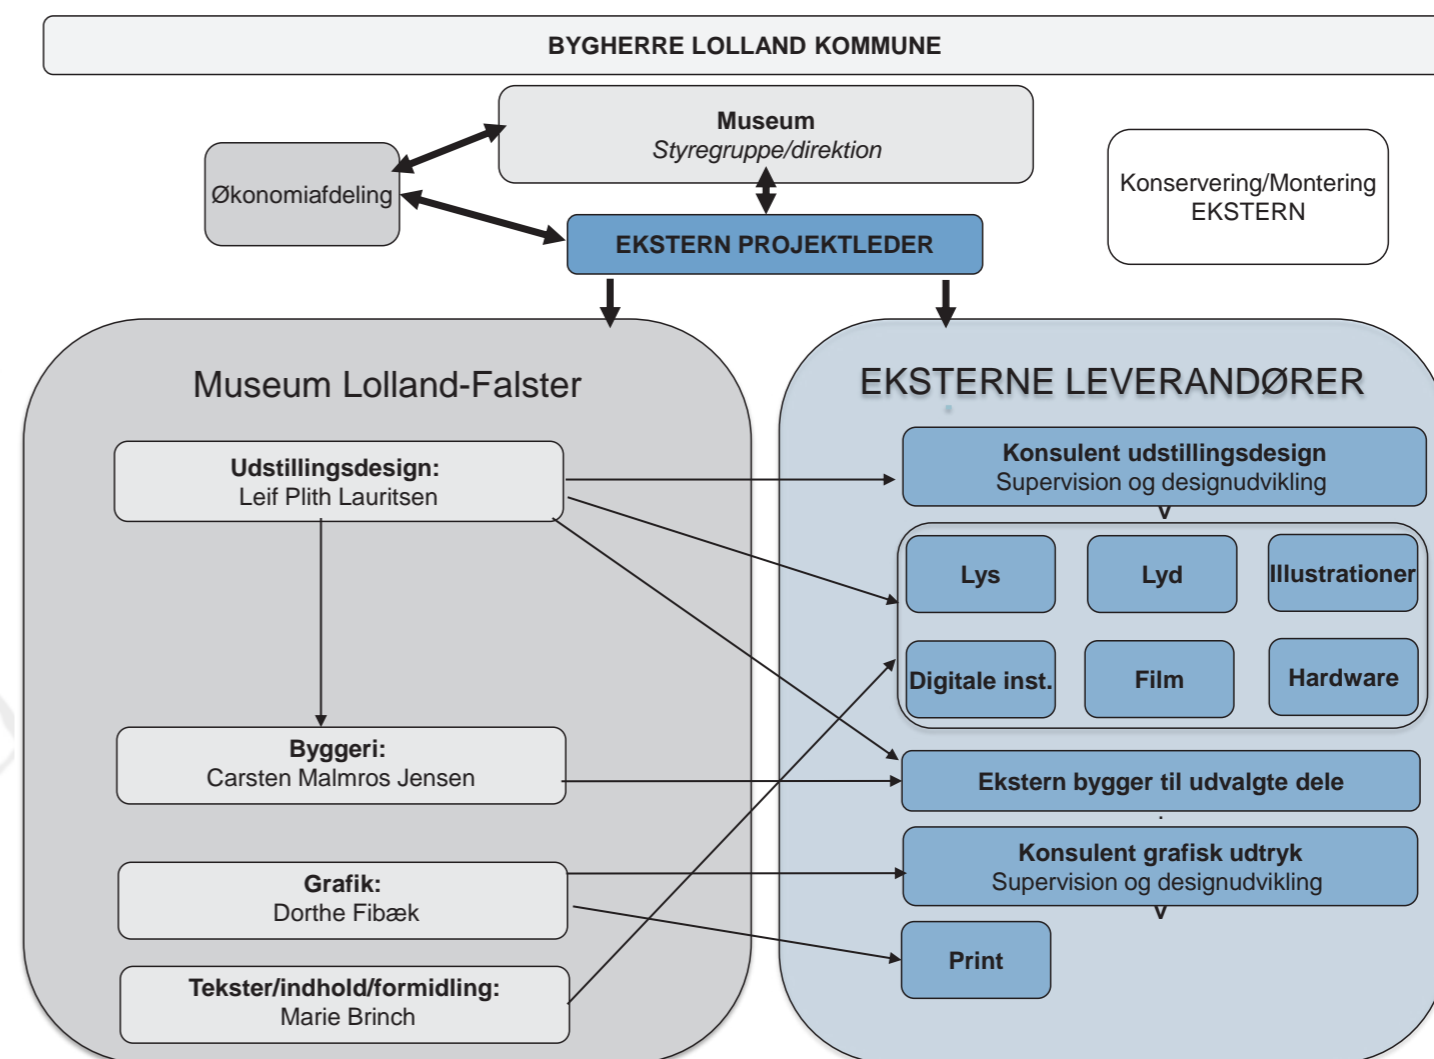 BYGHERRE LOLLAND KOMMUNE
Museum
Styregruppe/direktion
Økonomiafdeling
Konservering/Montering
EKSTERN
EKSTERN PROJEKTLEDER
Museum Lolland-Falster
Udstillingsdesign:
Leif Plith Lauritsen
Byggeri:
Carsten Malmros Jensen
Grafik:
Dorthe Fibæk
Tekster/indhold/formidling:
Marie Brinch
EKSTERNE LEVERANDØRER
Konsulent udstillingsdesign
Supervision og designudvikling
Lys
Lyd
Illustrationer
Digitale inst.
Film
Hardware
Ekstern bygger til udvalgte dele
Konsulent grafisk udtryk
Supervision og designudvikling
Print